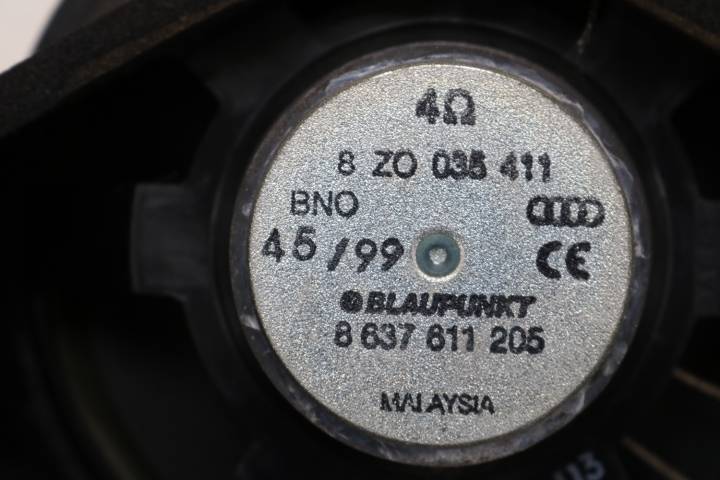 4Ω
8 ZO 035 411
BNO
45/99
CE
BLAUPUNKT
8 637 611 205
MALAYSIA